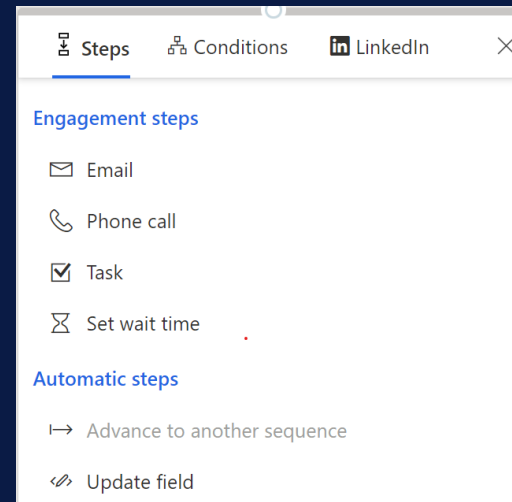 Steps Conditions in LinkedIn
Engagement steps
Email
Phone call
Task
Set wait time
Automatic steps
Advance to another sequence
Update field